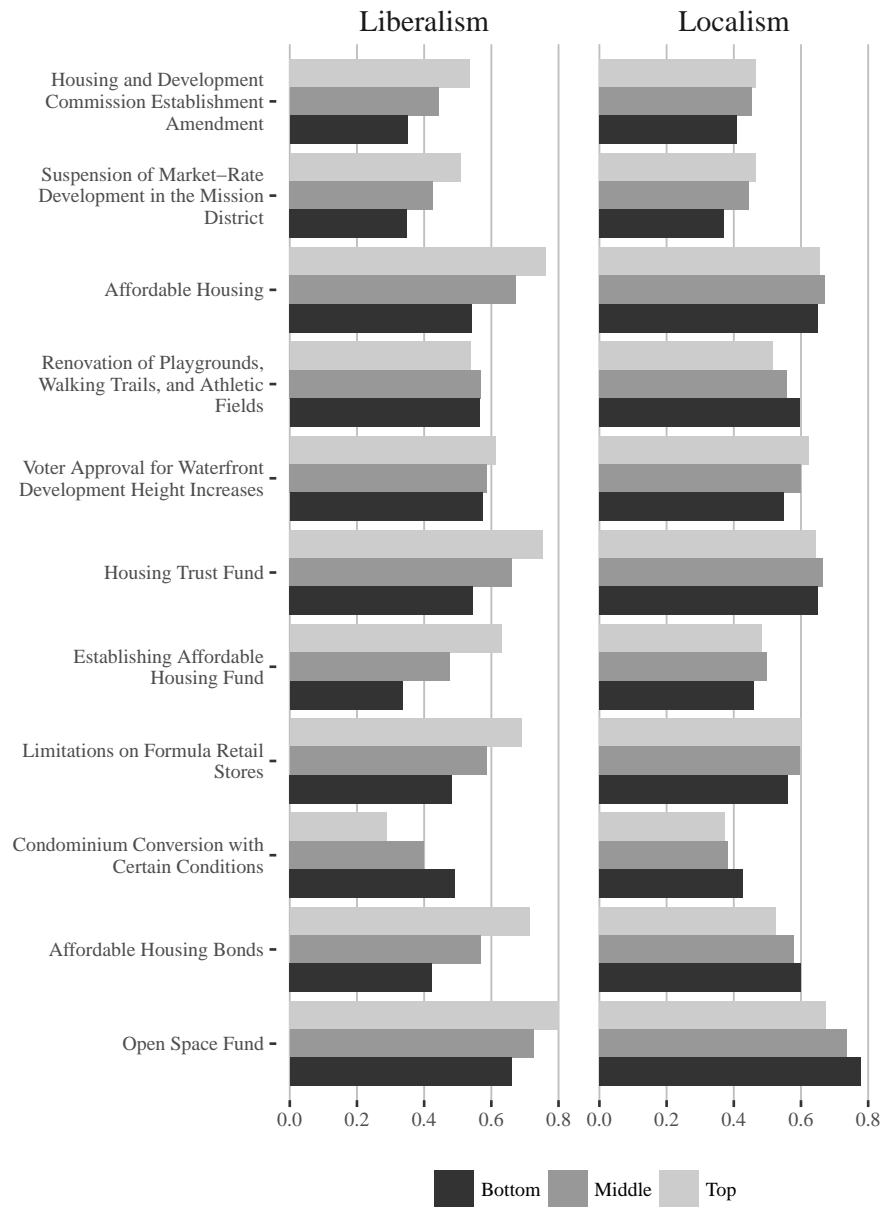 Liberalism
Localism
Housing and Development
Commission Establishment
Amendment
Suspension of Market–Rate
Development in the Mission
District
Affordable Housing
Renovation of Playgrounds,
Walking Trails, and Athletic
Fields
Voter Approval for Waterfront
Development Height Increases
Housing Trust Fund
Establishing Affordable
Housing Fund
Limitations on Formula Retail
Stores
Condominium Conversion with
Certain Conditions
Affordable Housing Bonds
Open Space Fund
0.0 0.2 0.4 0.6 0.8
0.0 0.2 0.4 0.6 0.8
Bottom Middle Top